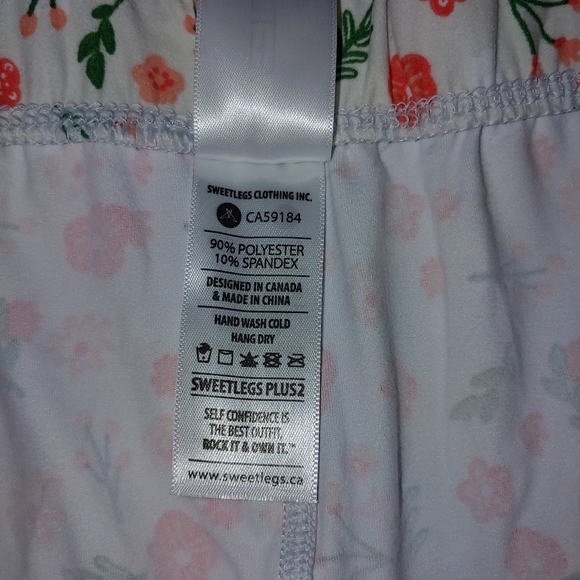 SWEETLEGS CLOTHING INC.
CA59184
90% POLYESTER
10% SPANDEX
DESIGNED IN CANADA
& MADE IN CHINA
HAND WASH COLD
HANG DRY
SWEETLEGS PLUS2
SELF CONFIDENCE IS
THE BEST OUTFIT,
ROCK IT & OWN IT.™
www.sweetlegs.ca